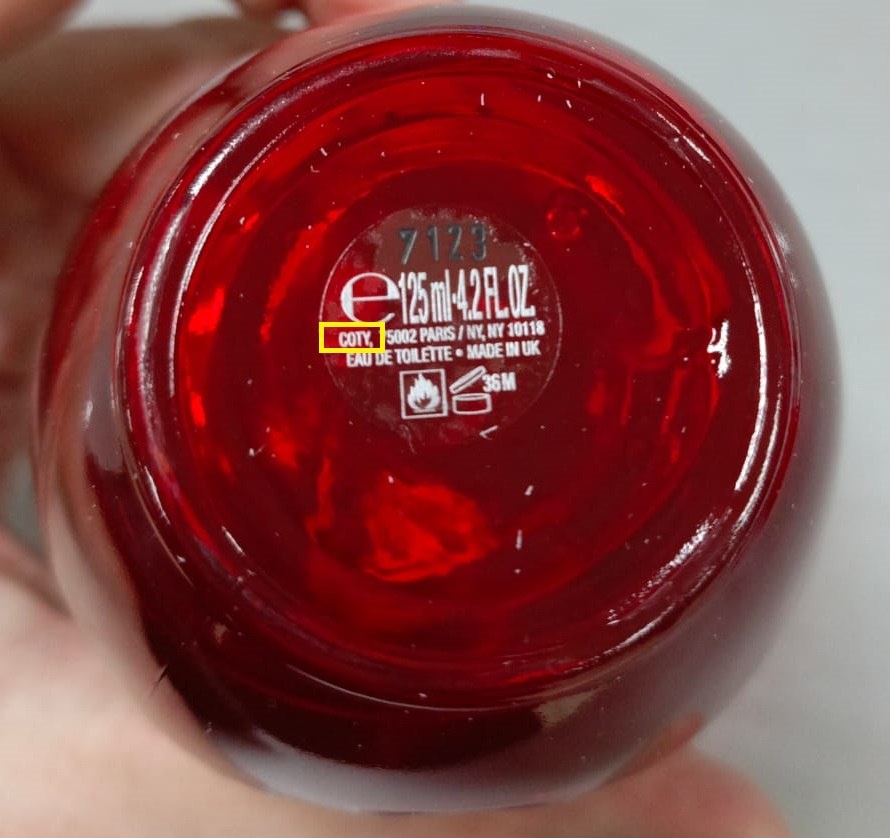 7123
e 125 ml·4.2 FL. OZ.
COTY, 75002 PARIS / NY, NY 10118
EAU DE TOILETTE • MADE IN UK
36M